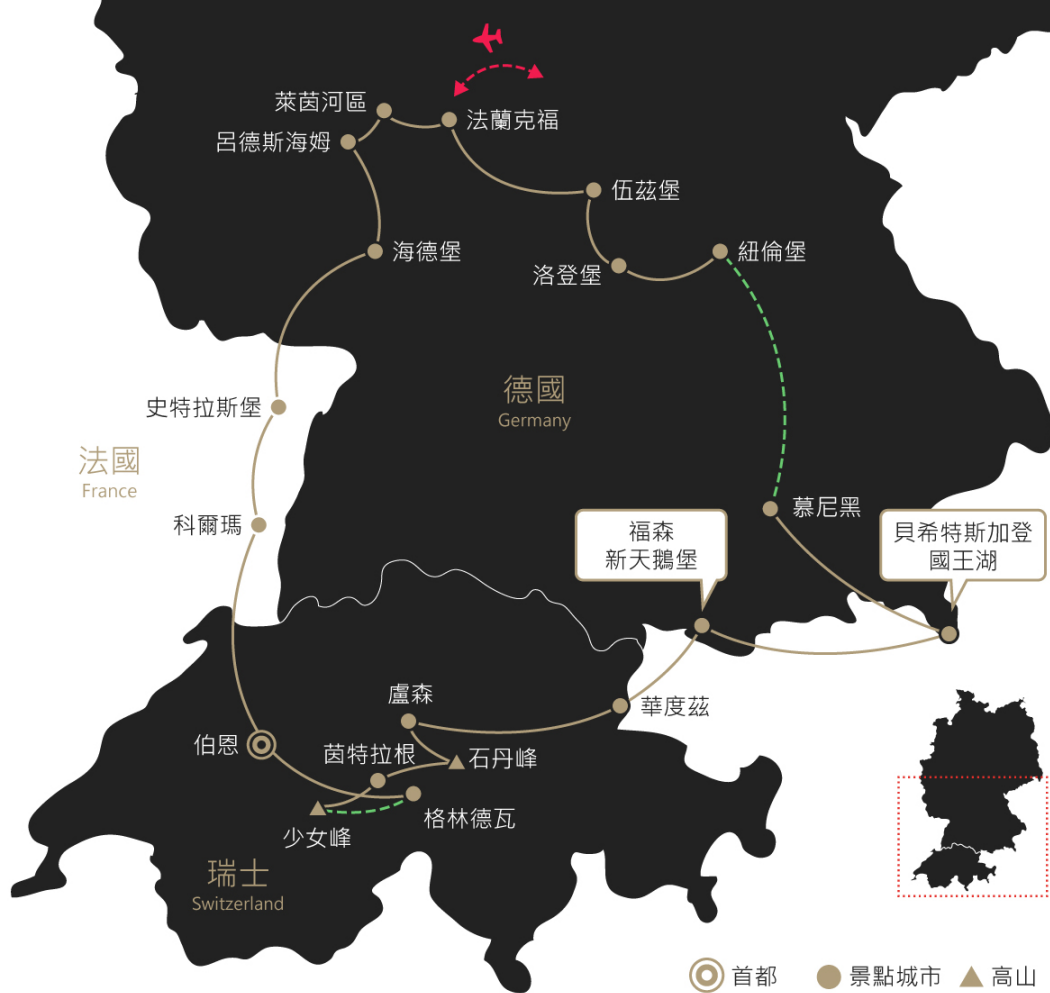 萊茵河區
法蘭克福
呂德斯海姆
伍茲堡
海德堡
洛登堡
紐倫堡
德國
Germany
史特拉斯堡
法國
France
科爾瑪
慕尼黑
福森
新天鵝堡
貝希特斯加登
國王湖
盧森
華度茲
伯恩
茵特拉根
石丹峰
格林德瓦
少女峰
瑞士
Switzerland
首都
景點城市
高山